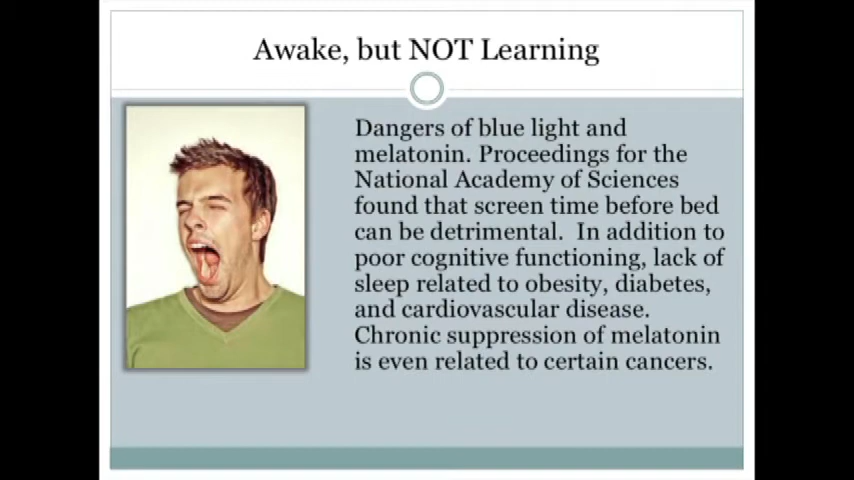 Awake, but NOT Learning
Dangers of blue light and
melatonin. Proceedings for the
National Academy of Sciences
found that screen time before bed
can be detrimental.  In addition to
poor cognitive functioning, lack of
sleep related to obesity, diabetes,
and cardiovascular disease.
Chronic suppression of melatonin
is even related to certain cancers.